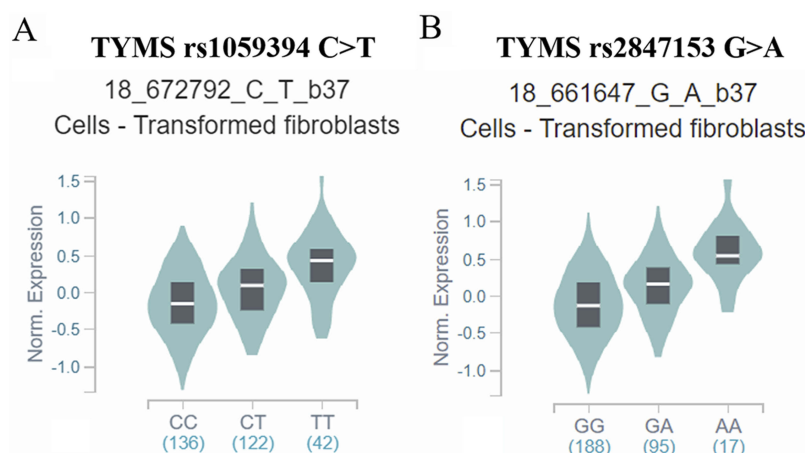 A
TYMS rs1059394 C>T
18_672792_C_T_b37
Cells - Transformed fibroblasts
Norm. Expression
1.5
1.0
0.5
0.0
-0.5
-1.0
CC CT TT
(136) (122) (42)
B
TYMS rs2847153 G>A
18_661647_G_A_b37
Cells - Transformed fibroblasts
Norm. Expression
1.5
1.0
0.5
0.0
-0.5
-1.0
GG GA AA
(188) (95) (17)